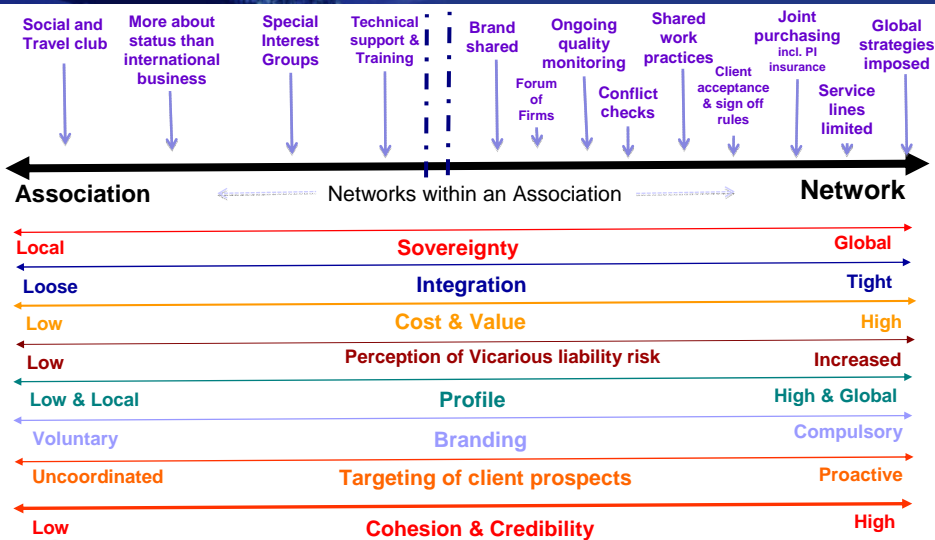 Social and
Travel club
More about
status than
international
business
Special
Interest
Groups
Technical
support &
Training
Brand
shared
Forum
of
Firms
Ongoing
quality
monitoring
Conflict
checks
Shared
work
practices
Client
acceptance
& sign off
rules
Joint
purchasing
incl. PI
insurance
Service
lines
limited
Global
strategies
imposed
Association
Networks within an Association
Network
Local Sovereignty Global
Loose Integration Tight
Low Cost & Value High
Low Perception of Vicarious liability risk Increased
Low & Local Profile High & Global
Voluntary Branding Compulsory
Uncoordinated Targeting of client prospects Proactive
Low Cohesion & Credibility High